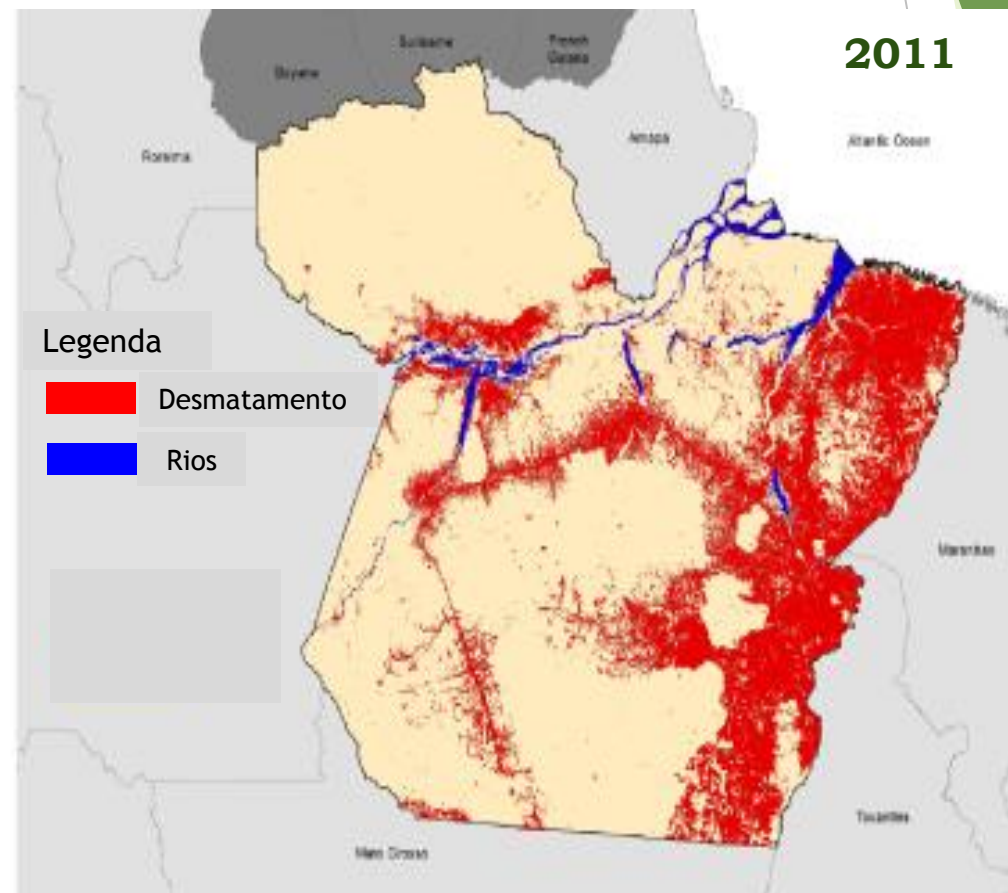 2011
Suriname
French
Guiana
Guyana
Amapa
Atlantic Ocean
Roraima
Legenda
Desmatamento
Rios
Maranhao
Tocantins
Mato Grosso